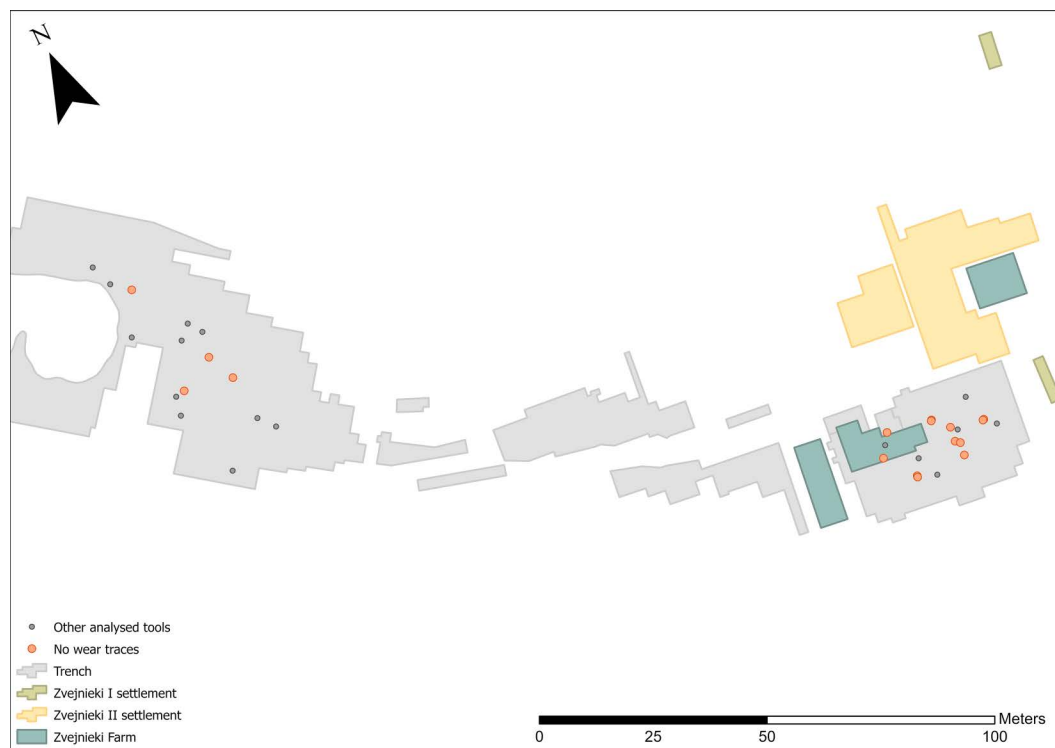 N
Other analysed tools
No wear traces
Trench
Zvejnieki I settlement
Zvejnieki II settlement
Zvejnieki Farm
Meters
0 25 50 100